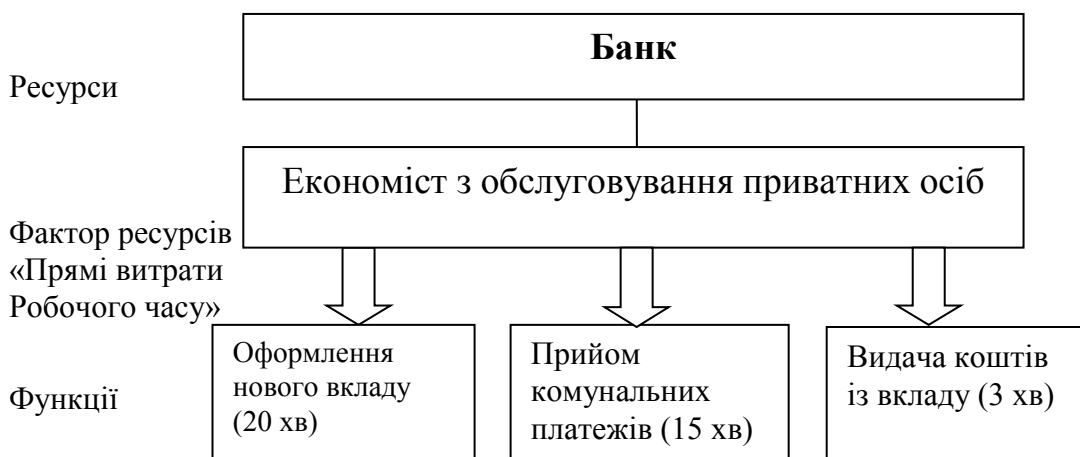 Банк
Ресурси
Економіст з обслуговування приватних осіб
Фактор ресурсів
«Прямі витрати
Робочого часу»
Оформлення
нового вкладу
(20 хв)
Прийом
комунальних
платежів (15 хв)
Видача коштів
із вкладу (3 хв)
Функції